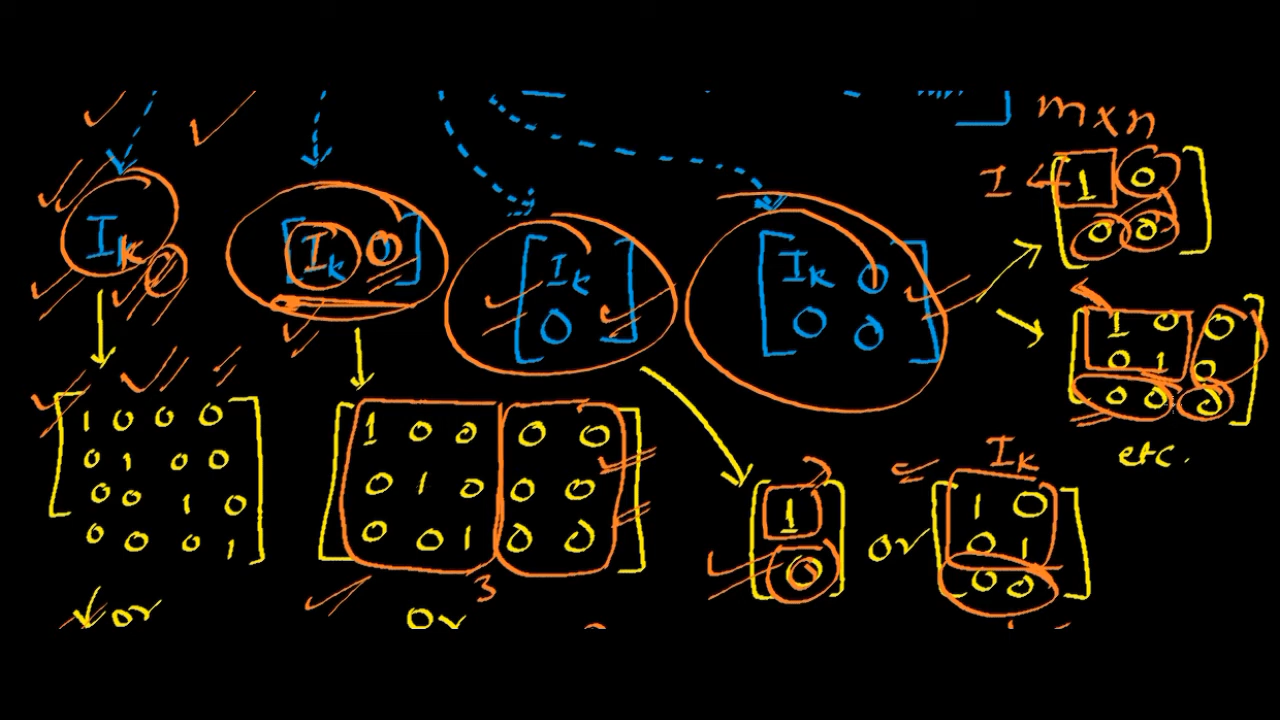 m x n
I 1 0
0 0
I_k
[I_k 0]
I_k
0
I_k 0
0 0
1 0 0
0 1 0
0 0 0
etc.
1 0 0 0
0 1 0 0
0 0 1 0
0 0 0 1
or
1 0 0 0 0
0 1 0 0 0
0 0 1 0 0
3
or
1
0
or
I_k
1 0
0 1
0 0